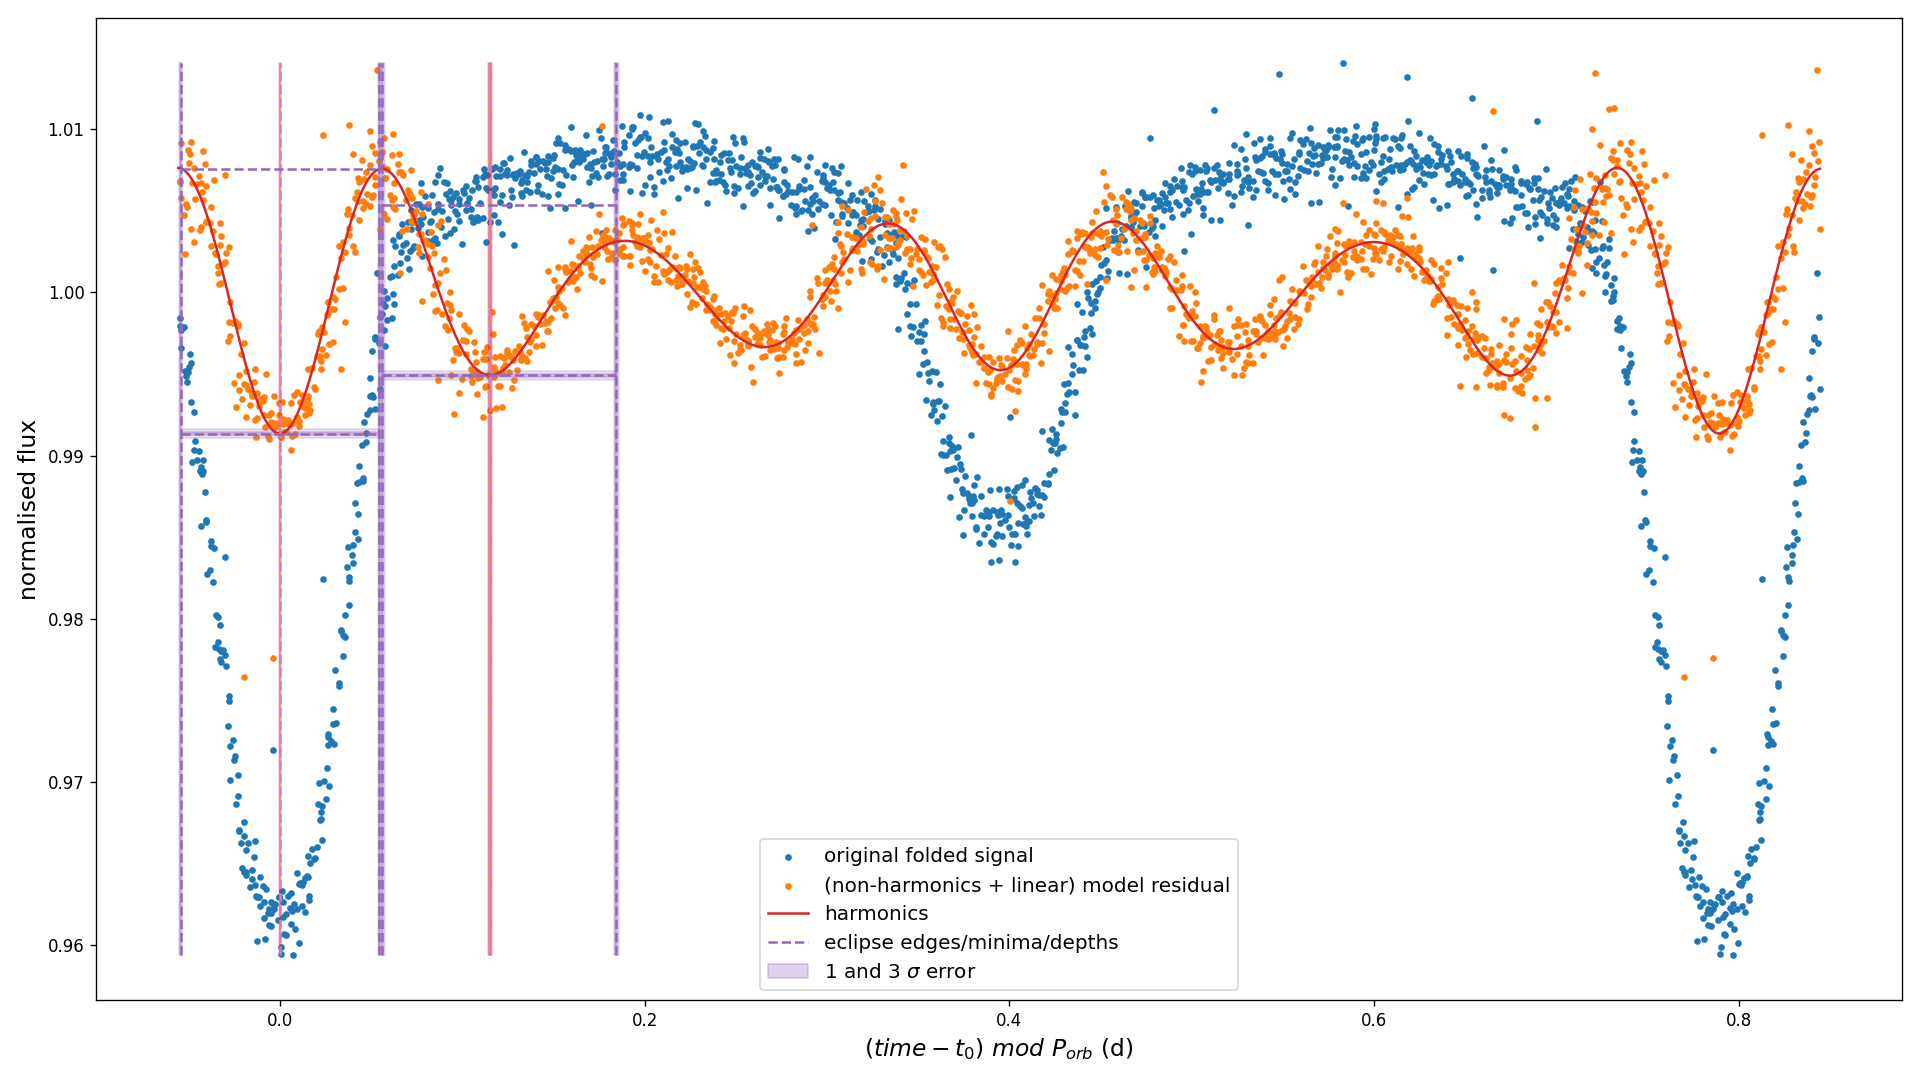 1.01
1.00
0.99
0.98
0.97
0.96
normalised flux
original folded signal
(non-harmonics + linear) model residual
harmonics
eclipse edges/minima/depths
1 and 3 σ error
0.0 0.2 0.4 0.6 0.8
(time − t₀) mod P_orb (d)